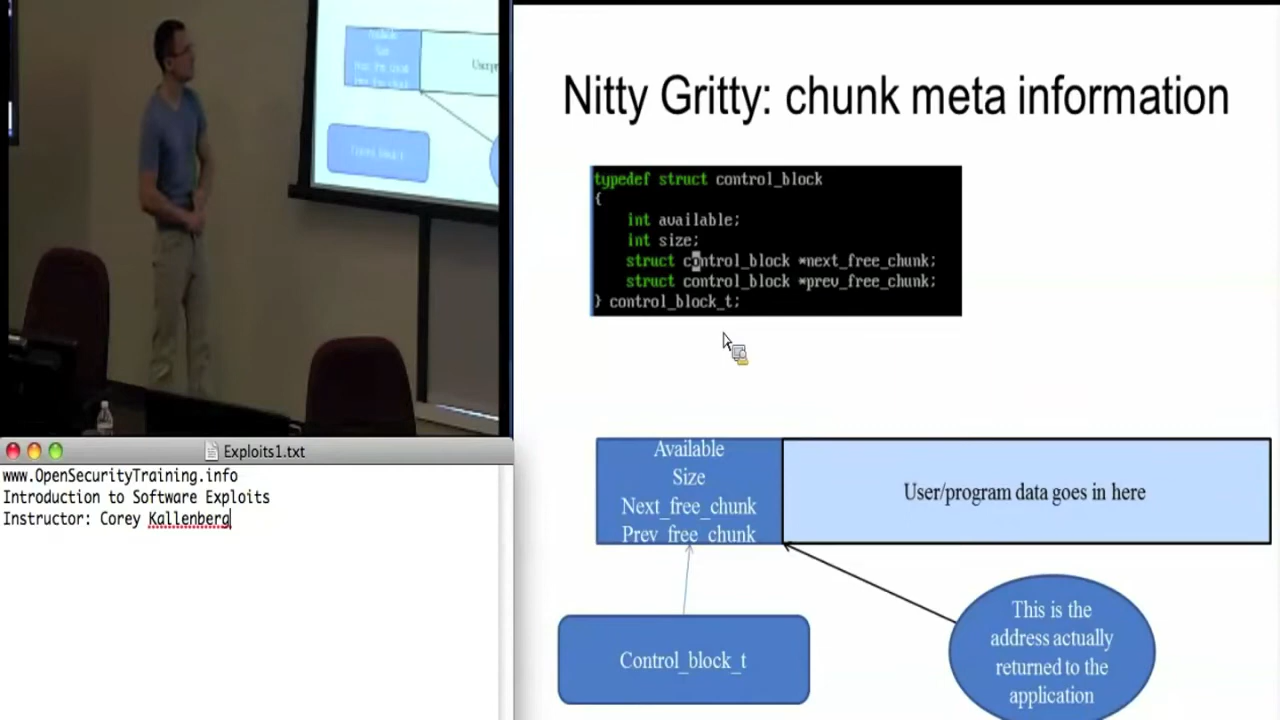 Nitty Gritty: chunk meta information
typedef struct control_block
{
int available;
int size;
struct control_block *next_free_chunk;
struct control_block *prev_free_chunk;
} control_block_t;
Available
Size
Next_free_chunk
Prev_free_chunk
User/program data goes in here
Control_block_t
This is the
address actually
returned to the
application
Exploits1.txt
www.OpenSecurityTraining.info
Introduction to Software Exploits
Instructor: Corey Kallenberg